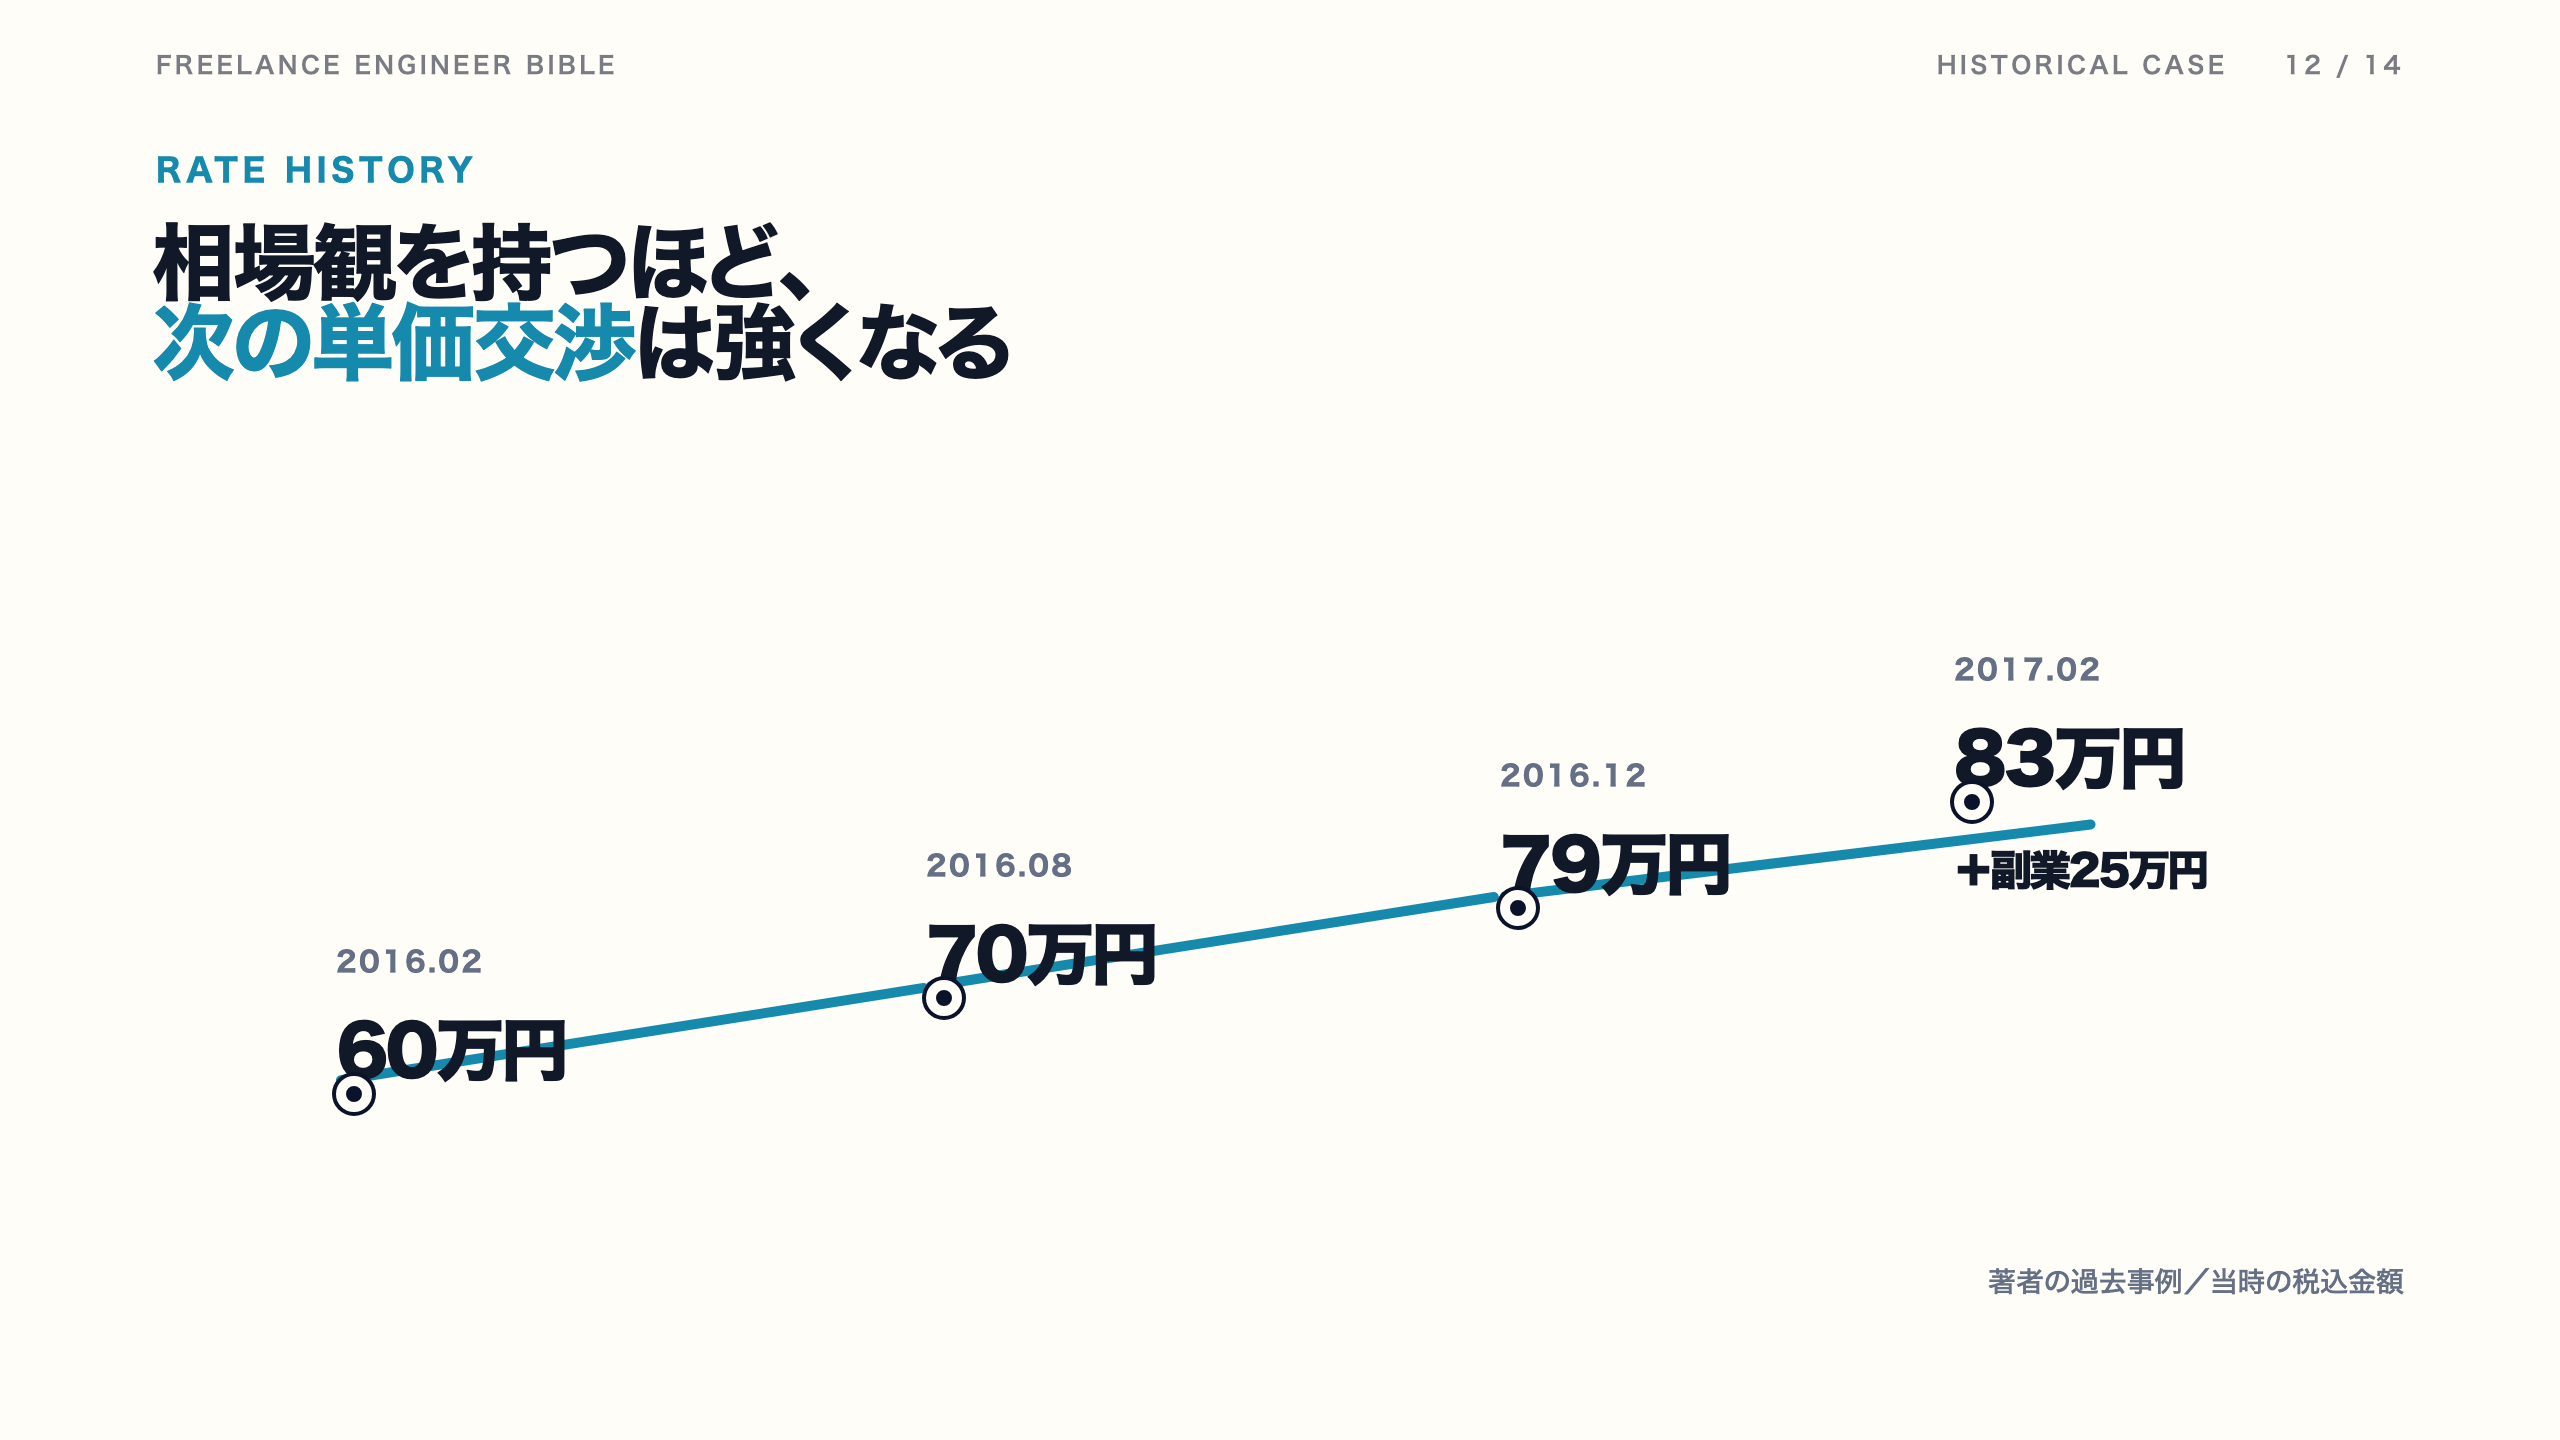 FREELANCE ENGINEER BIBLE
HISTORICAL CASE 12 / 14
RATE HISTORY
相場観を持つほど、
次の単価交渉は強くなる
2016.02
60万円
2016.08
70万円
2016.12
79万円
2017.02
83万円
+副業25万円
著者の過去事例／当時の税込金額